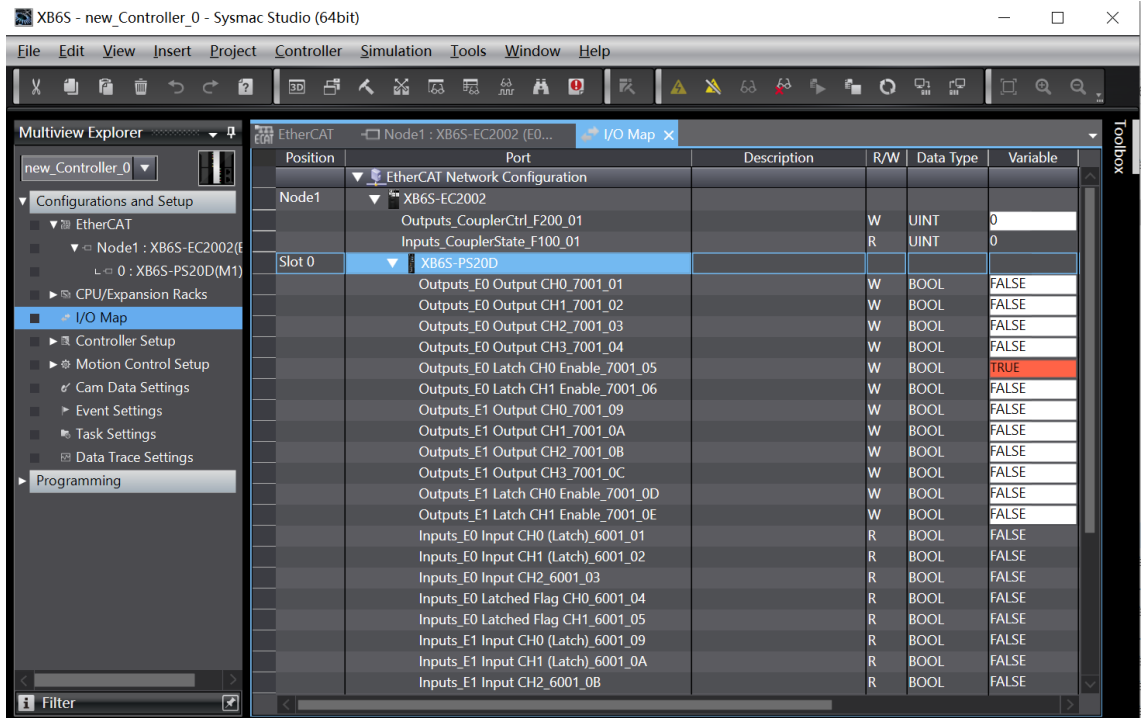 XB6S - new_Controller_0 - Sysmac Studio (64bit)
File Edit View Insert Project Controller Simulation Tools Window Help
Multiview Explorer
new_Controller_0
Configurations and Setup
EtherCAT
Node1 : XB6S-EC2002(E
0 : XB6S-PS20D(M1)
CPU/Expansion Racks
I/O Map
Controller Setup
Motion Control Setup
Cam Data Settings
Event Settings
Task Settings
Data Trace Settings
Programming
Filter
EtherCAT Node1 : XB6S-EC2002 (E0... I/O Map
Position Port Description R/W Data Type Variable
EtherCAT Network Configuration
Node1 XB6S-EC2002
Outputs_CouplerCtrl_F200_01 W UINT 0
Inputs_CouplerState_F100_01 R UINT 0
Slot 0 XB6S-PS20D
Outputs_E0 Output CH0_7001_01 W BOOL FALSE
Outputs_E0 Output CH1_7001_02 W BOOL FALSE
Outputs_E0 Output CH2_7001_03 W BOOL FALSE
Outputs_E0 Output CH3_7001_04 W BOOL FALSE
Outputs_E0 Latch CH0 Enable_7001_05 W BOOL TRUE
Outputs_E0 Latch CH1 Enable_7001_06 W BOOL FALSE
Outputs_E1 Output CH0_7001_09 W BOOL FALSE
Outputs_E1 Output CH1_7001_0A W BOOL FALSE
Outputs_E1 Output CH2_7001_0B W BOOL FALSE
Outputs_E1 Output CH3_7001_0C W BOOL FALSE
Outputs_E1 Latch CH0 Enable_7001_0D W BOOL FALSE
Outputs_E1 Latch CH1 Enable_7001_0E W BOOL FALSE
Inputs_E0 Input CH0 (Latch)_6001_01 R BOOL FALSE
Inputs_E0 Input CH1 (Latch)_6001_02 R BOOL FALSE
Inputs_E0 Input CH2_6001_03 R BOOL FALSE
Inputs_E0 Latched Flag CH0_6001_04 R BOOL FALSE
Inputs_E0 Latched Flag CH1_6001_05 R BOOL FALSE
Inputs_E1 Input CH0 (Latch)_6001_09 R BOOL FALSE
Inputs_E1 Input CH1 (Latch)_6001_0A R BOOL FALSE
Inputs_E1 Input CH2_6001_0B R BOOL FALSE
Toolbox